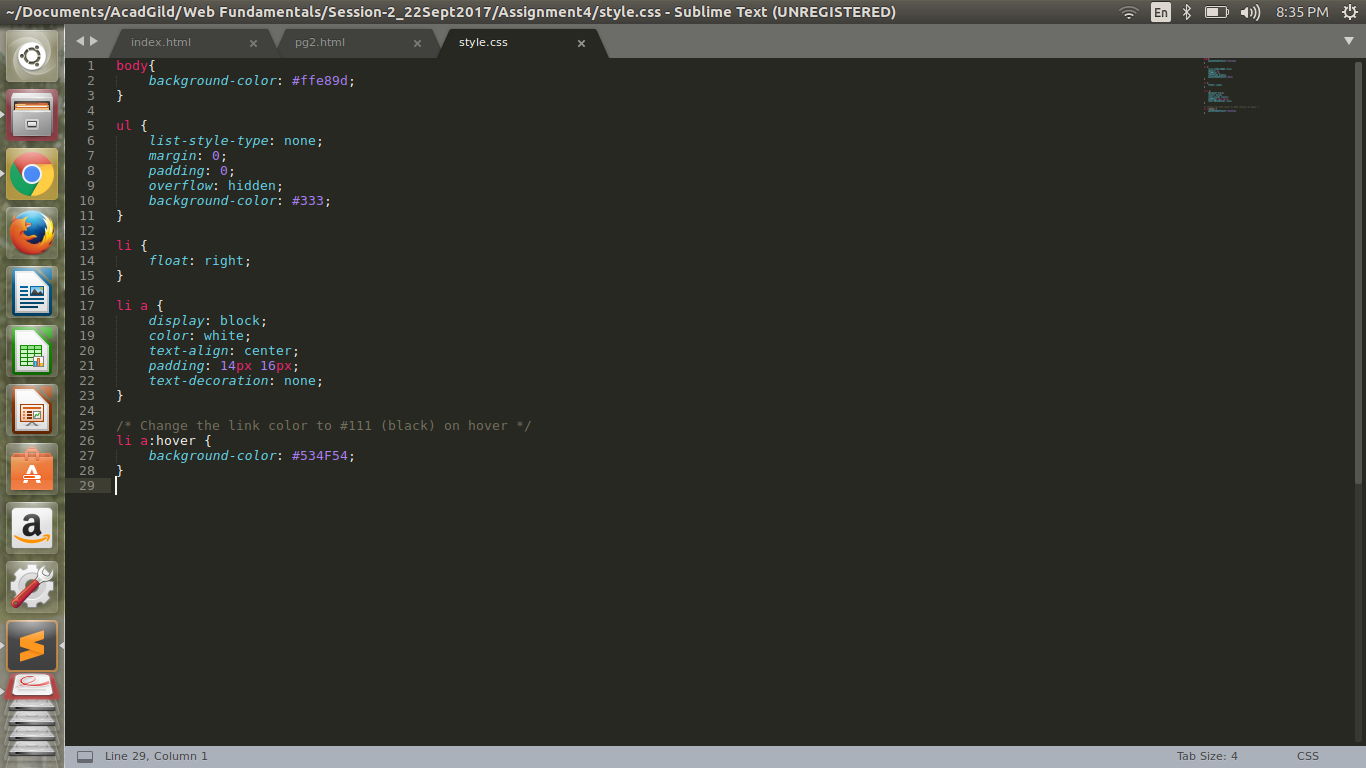 ~/Documents/AcadGild/Web Fundamentals/Session-2_22Sept2017/Assignment4/style.css - Sublime Text (UNREGISTERED)
En
8:35 PM
index.html × pg2.html × style.css ×
1 body{
2     background-color: #ffe89d;
3 }
4
5 ul {
6     list-style-type: none;
7     margin: 0;
8     padding: 0;
9     overflow: hidden;
10     background-color: #333;
11 }
12
13 li {
14     float: right;
15 }
16
17 li a {
18     display: block;
19     color: white;
20     text-align: center;
21     padding: 14px 16px;
22     text-decoration: none;
23 }
24
25 /* Change the link color to #111 (black) on hover */
26 li a:hover {
27     background-color: #534F54;
28 }
29
Line 29, Column 1
Tab Size: 4
CSS